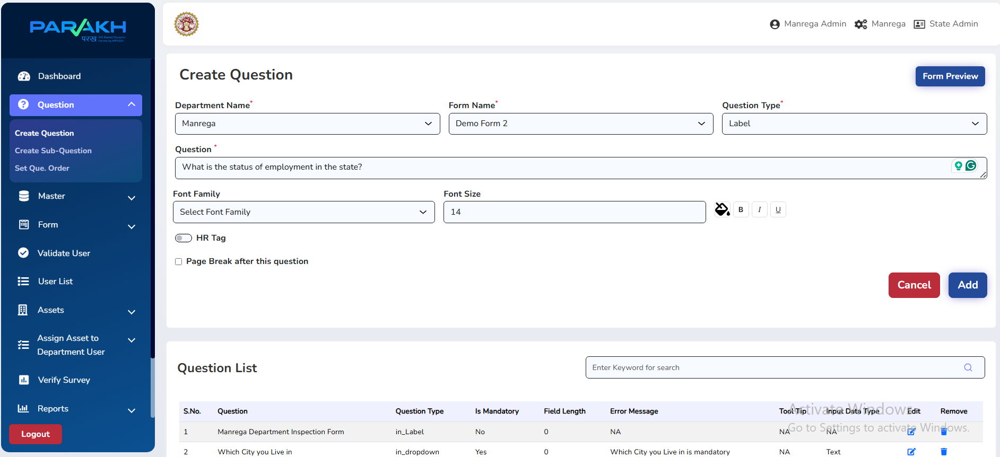 PARAKH
परख GIS Based Dynamic
Forms by MPSSDI
Manrega Admin Manrega State Admin
Dashboard
Question
Create Question
Create Sub-Question
Set Que. Order
Master
Form
Validate User
User List
Assets
Assign Asset to
Department User
Verify Survey
Reports
Logout
Create Question
Form Preview
Department Name* Form Name* Question Type*
Manrega Demo Form 2 Label
Question *
What is the status of employment in the state?
Font Family Font Size
Select Font Family 14 B I U
HR Tag
Page Break after this question
Cancel Add
Question List
Enter Keyword for search
S.No. Question Question Type Is Mandatory Field Length Error Message Tool Tip Input Data Type Edit Remove
1 Manrega Department Inspection Form in_Label No 0 NA NA NA
2 Which City you Live in in_dropdown Yes 0 Which City you Live in is mandatory NA Text
Activate Windows
Go to Settings to activate Windows.